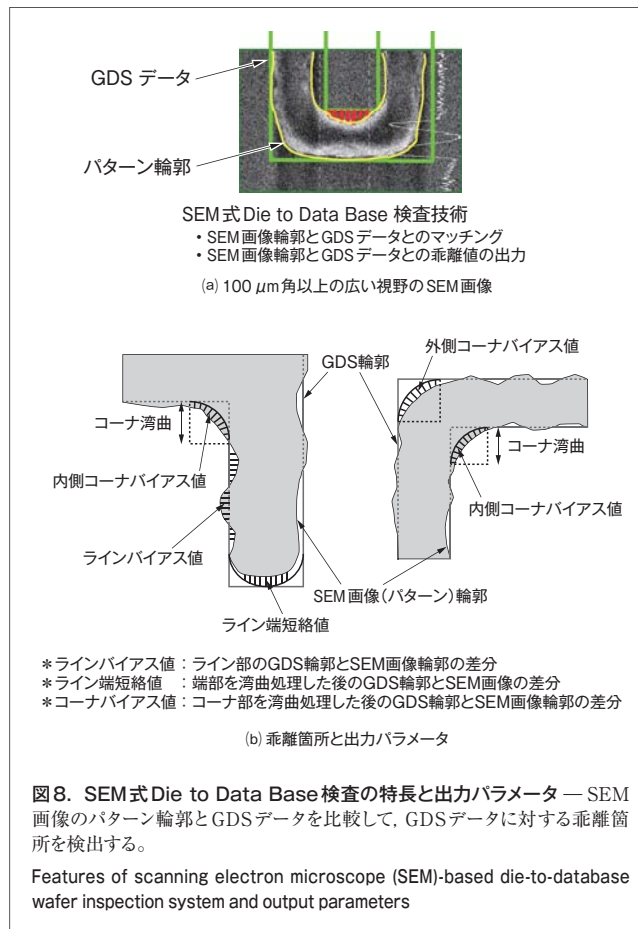 GDS データ
パターン輪郭
SEM式Die to Data Base 検査技術
・SEM画像輪郭とGDSデータとのマッチング
・SEM画像輪郭とGDSデータとの乖離値の出力
(a) 100 μm角以上の広い視野のSEM画像
外側コーナバイアス値
GDS輪郭
コーナ湾曲
コーナ湾曲
内側コーナバイアス値
内側コーナバイアス値
ラインバイアス値
SEM画像(パターン)輪郭
ライン端短絡値
＊ラインバイアス値：ライン部のGDS輪郭とSEM画像輪郭の差分
＊ライン端短絡値　：端部を湾曲処理した後のGDS輪郭とSEM画像の差分
＊コーナバイアス値：コーナ部を湾曲処理した後のGDS輪郭とSEM画像輪郭の差分
(b) 乖離箇所と出力パラメータ
図8．SEM式Die to Data Base検査の特長と出力パラメータ ― SEM
画像のパターン輪郭とGDSデータを比較して，GDSデータに対する乖離箇
所を検出する。
Features of scanning electron microscope (SEM)-based die-to-database
wafer inspection system and output parameters